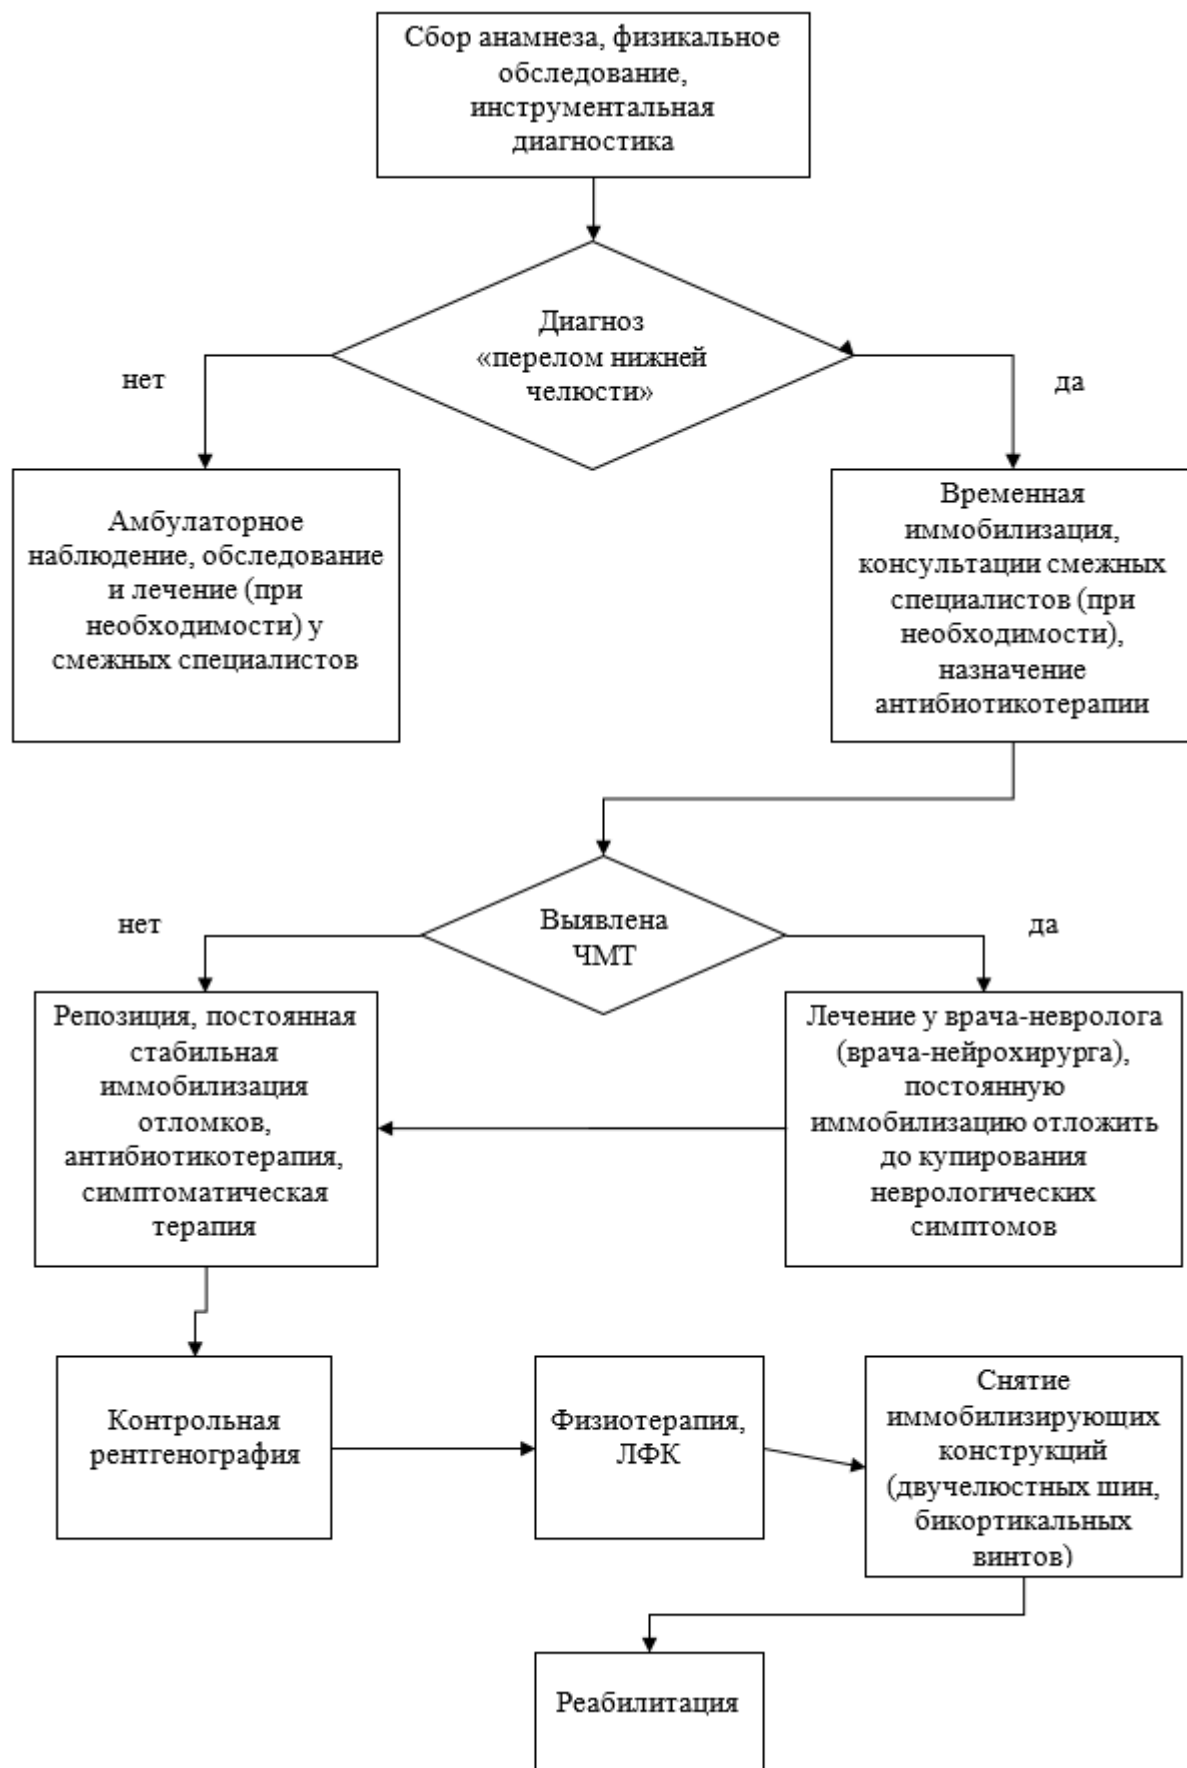 Сбор анамнеза, физикальное
обследование,
инструментальная
диагностика
Диагноз
«перелом нижней
челюсти»
нет
да
Амбулаторное
наблюдение, обследование
и лечение (при
необходимости) у
смежных специалистов
Временная
иммобилизация,
консультации смежных
специалистов (при
необходимости),
назначение
антибиотикотерапии
Выявлена
ЧМТ
нет
да
Репозиция, постоянная
стабильная
иммобилизация
отломков,
антибиотикотерапия,
симптоматическая
терапия
Лечение у врача-невролога
(врача-нейрохирурга),
постоянную
иммобилизацию отложить
до купирования
неврологических
симптомов
Контрольная
рентгенография
Физиотерапия,
ЛФК
Снятие
иммобилизирующих
конструкций
(двучелюстных шин,
бикортикальных
винтов)
Реабилитация